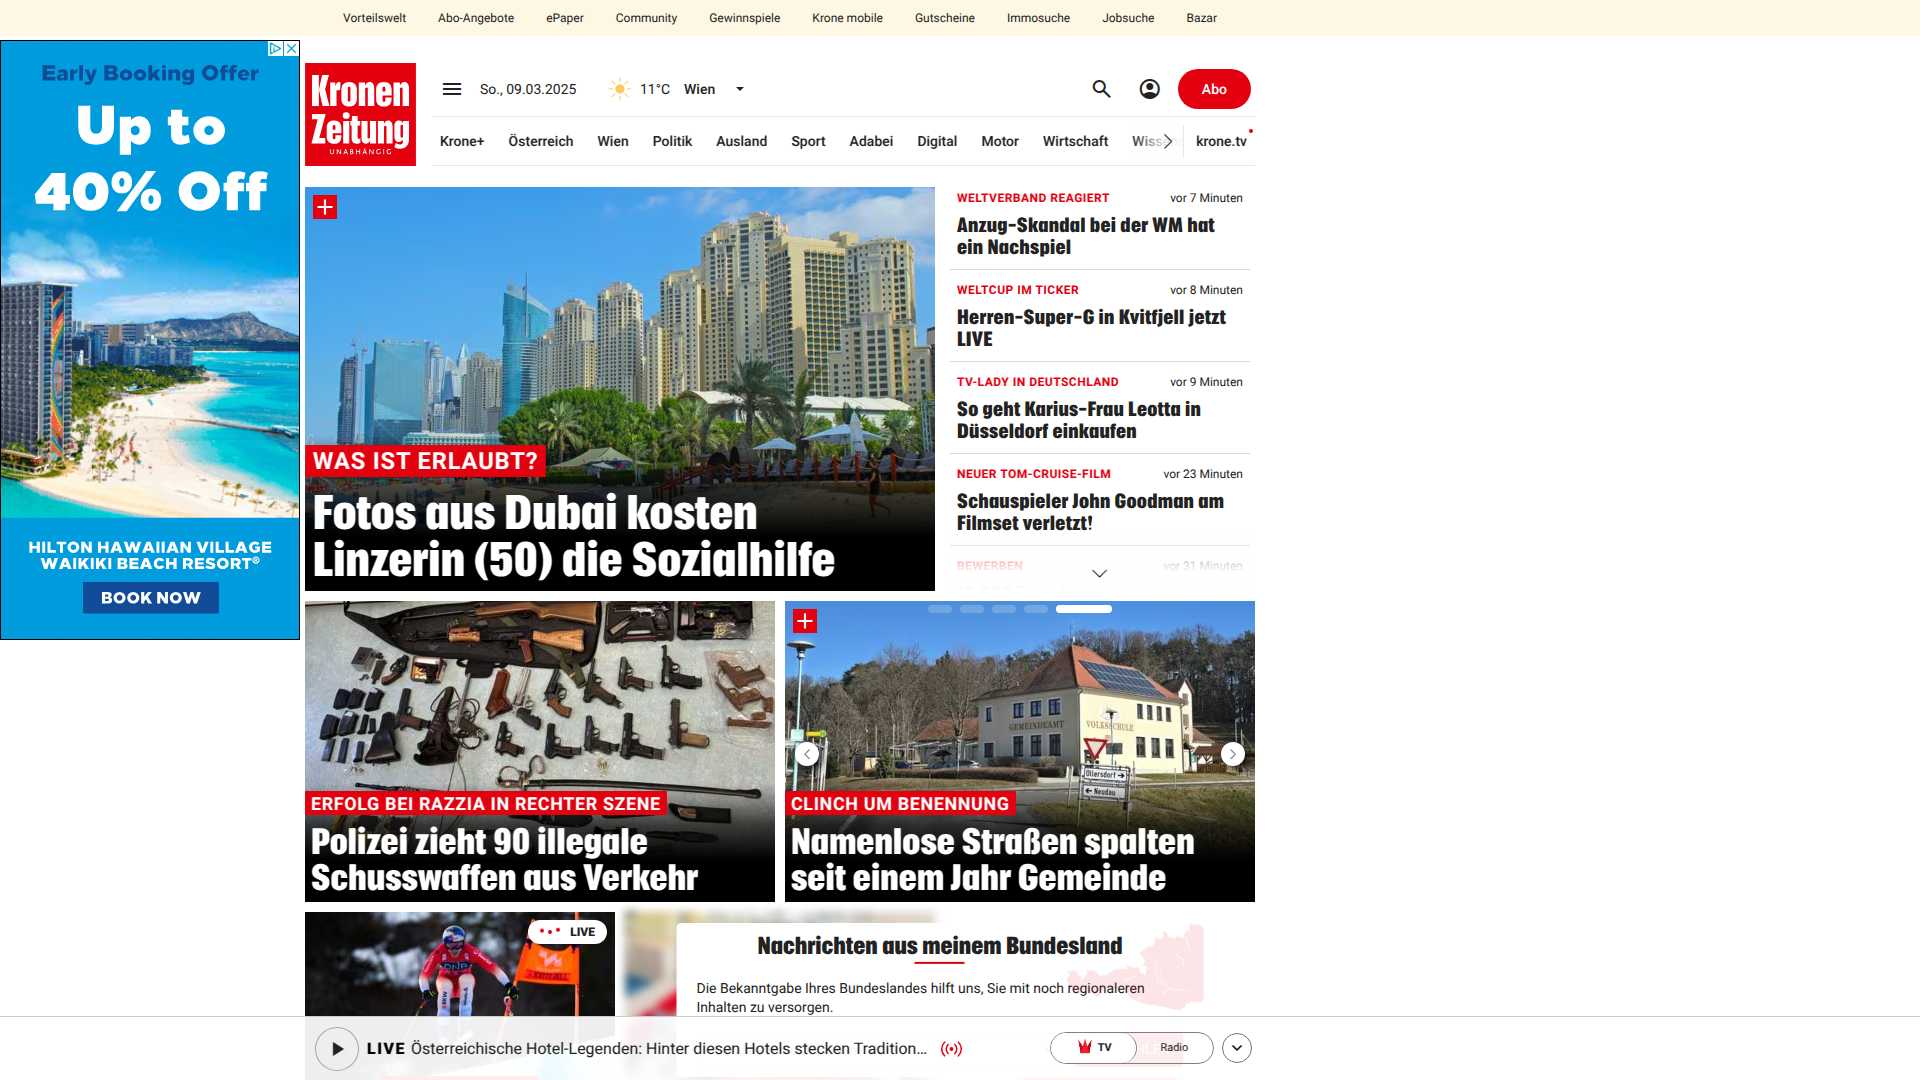 Vorteilswelt Abo-Angebote ePaper Community Gewinnspiele Krone mobile Gutscheine Immosuche Jobsuche Bazar
Early Booking Offer
Up to
40% Off
HILTON HAWAIIAN VILLAGE
WAIKIKI BEACH RESORT®
BOOK NOW
Kronen
Zeitung
UNABHÄNGIG
So., 09.03.2025 11°C Wien Abo
Krone+ Österreich Wien Politik Ausland Sport Adabei Digital Motor Wirtschaft krone.tv
WAS IST ERLAUBT?
Fotos aus Dubai kosten
Linzerin (50) die Sozialhilfe
WELTVERBAND REAGIERT vor 7 Minuten
Anzug-Skandal bei der WM hat
ein Nachspiel
WELTCUP IM TICKER vor 8 Minuten
Herren-Super-G in Kvitfjell jetzt
LIVE
TV-LADY IN DEUTSCHLAND vor 9 Minuten
So geht Karius-Frau Leotta in
Düsseldorf einkaufen
NEUER TOM-CRUISE-FILM vor 23 Minuten
Schauspieler John Goodman am
Filmset verletzt!
BEWERBEN vor 31 Minuten
ERFOLG BEI RAZZIA IN RECHTER SZENE
Polizei zieht 90 illegale
Schusswaffen aus Verkehr
GEMEINDEAMT VOLKSSCHULE
Ollersdorf
Neudau
CLINCH UM BENENNUNG
Namenlose Straßen spalten
seit einem Jahr Gemeinde
LIVE
Nachrichten aus meinem Bundesland
Die Bekanntgabe Ihres Bundeslandes hilft uns, Sie mit noch regionaleren
Inhalten zu versorgen.
LIVE Österreichische Hotel-Legenden: Hinter diesen Hotels stecken Tradition... TV Radio